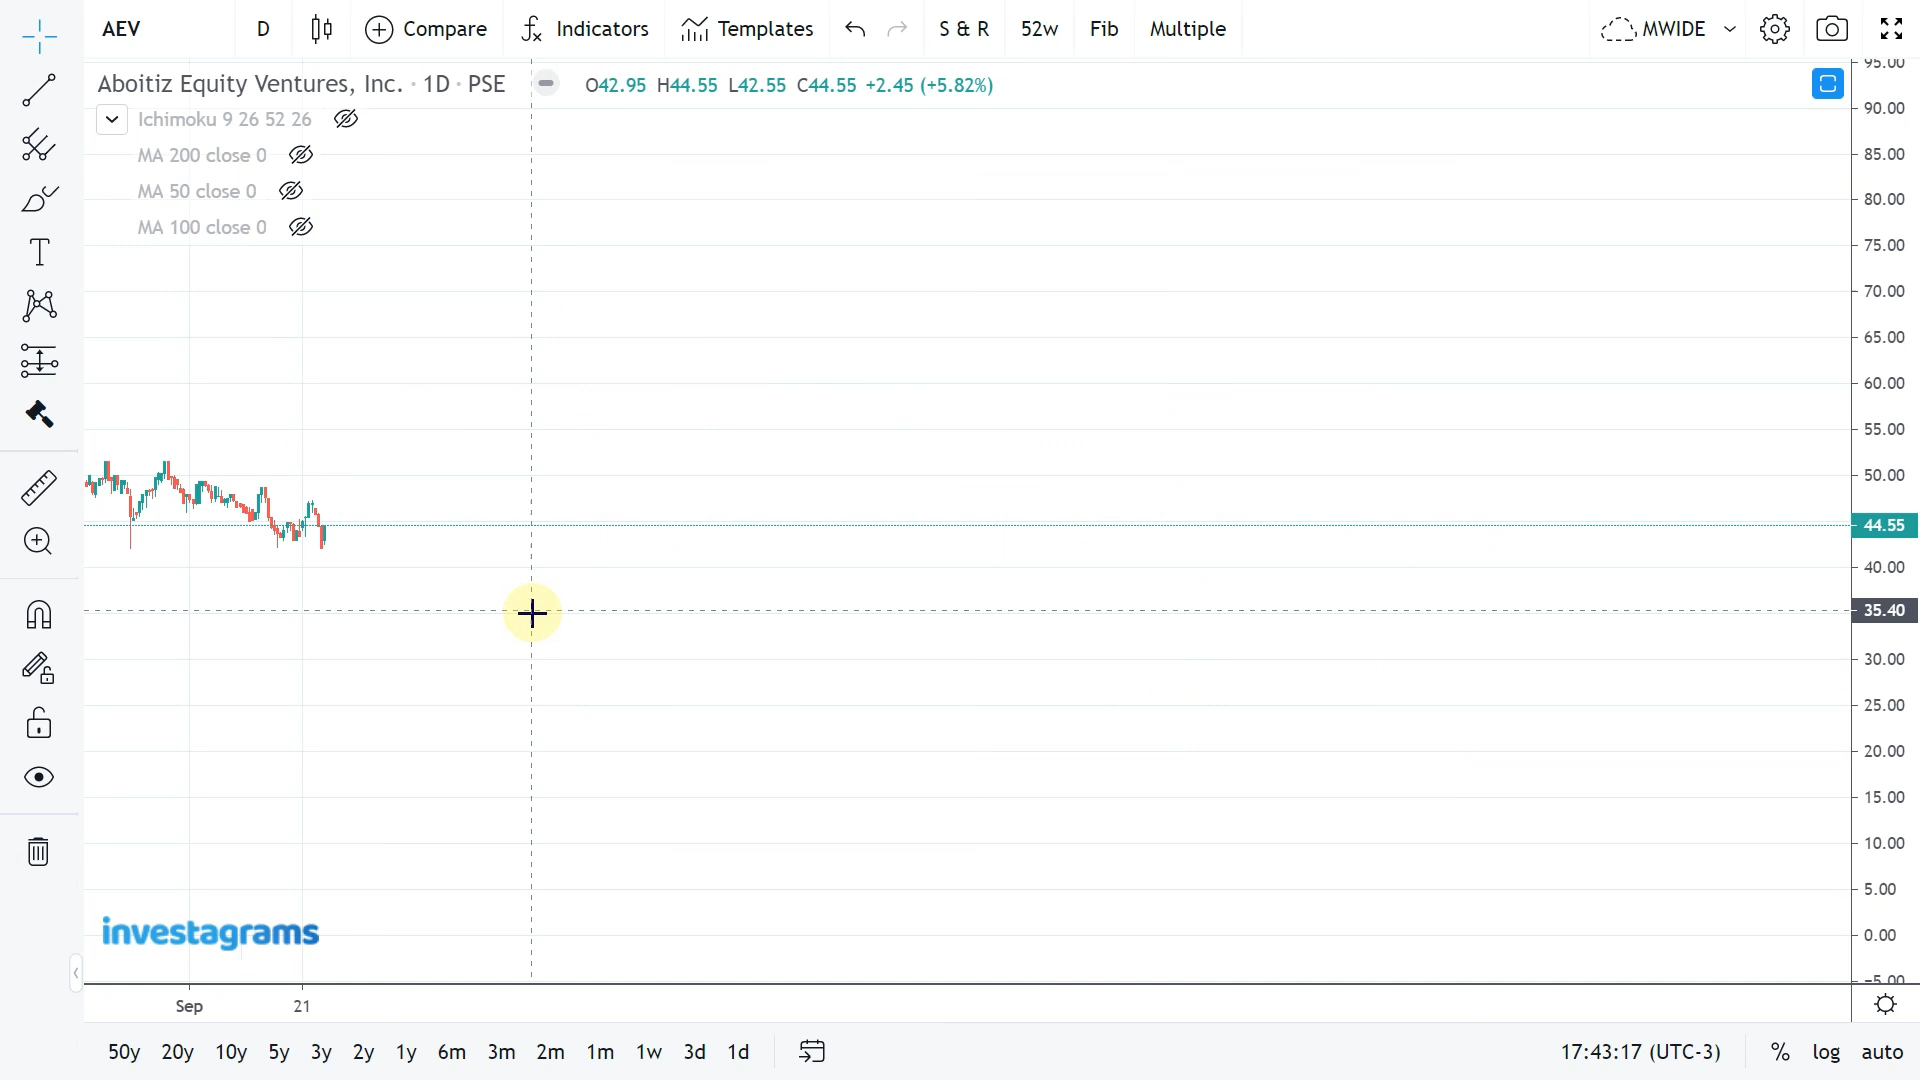 AEV D Compare Indicators Templates S & R 52w Fib Multiple MWIDE
Aboitiz Equity Ventures, Inc. · 1D · PSE O42.95 H44.55 L42.55 C44.55 +2.45 (+5.82%)
Ichimoku 9 26 52 26
MA 200 close 0
MA 50 close 0
MA 100 close 0
95.00
90.00
85.00
80.00
75.00
70.00
65.00
60.00
55.00
50.00
44.55
40.00
35.40
30.00
25.00
20.00
15.00
10.00
5.00
0.00
-5.00
investagrams
Sep 21
50y 20y 10y 5y 3y 2y 1y 6m 3m 2m 1m 1w 3d 1d 17:43:17 (UTC-3) % log auto